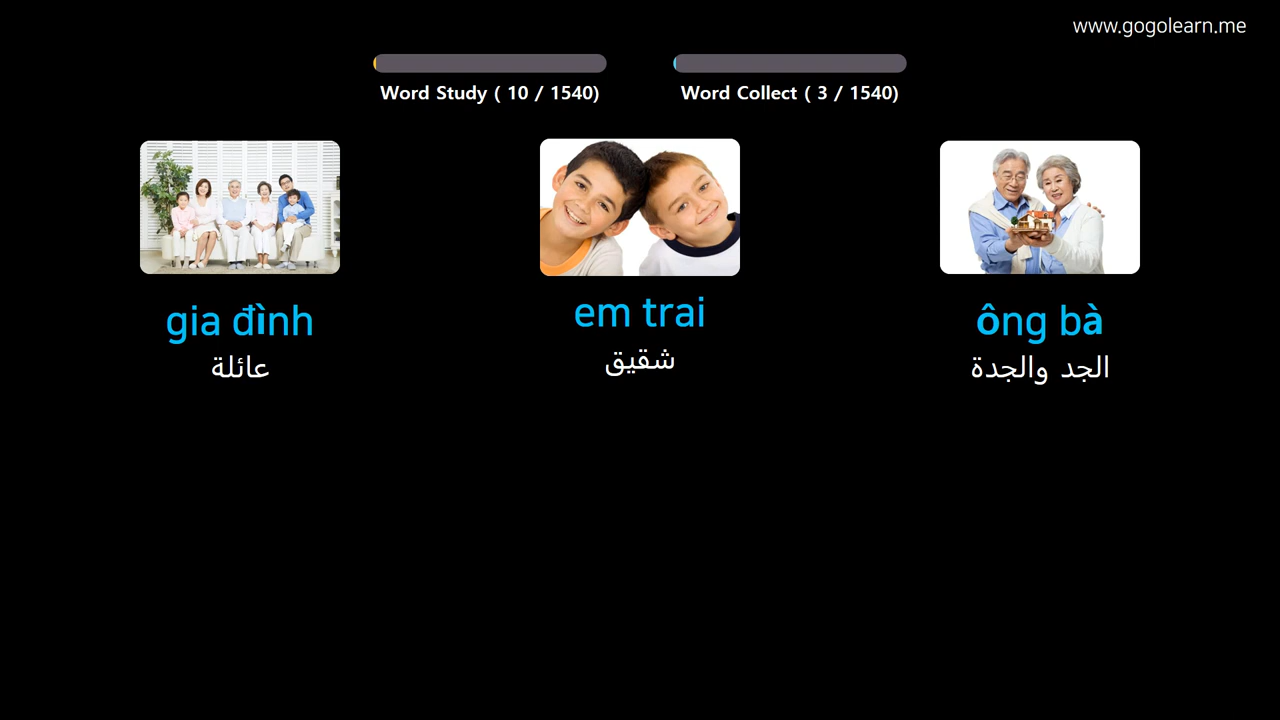 www.gogolearn.me
Word Study ( 10 / 1540)
Word Collect ( 3 / 1540)
gia đình
عائلة
em trai
شقيق
ông bà
الجد والجدة